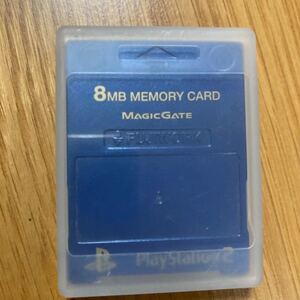 8MB MEMORY CARD
MAGICGATE
PlayStation 2